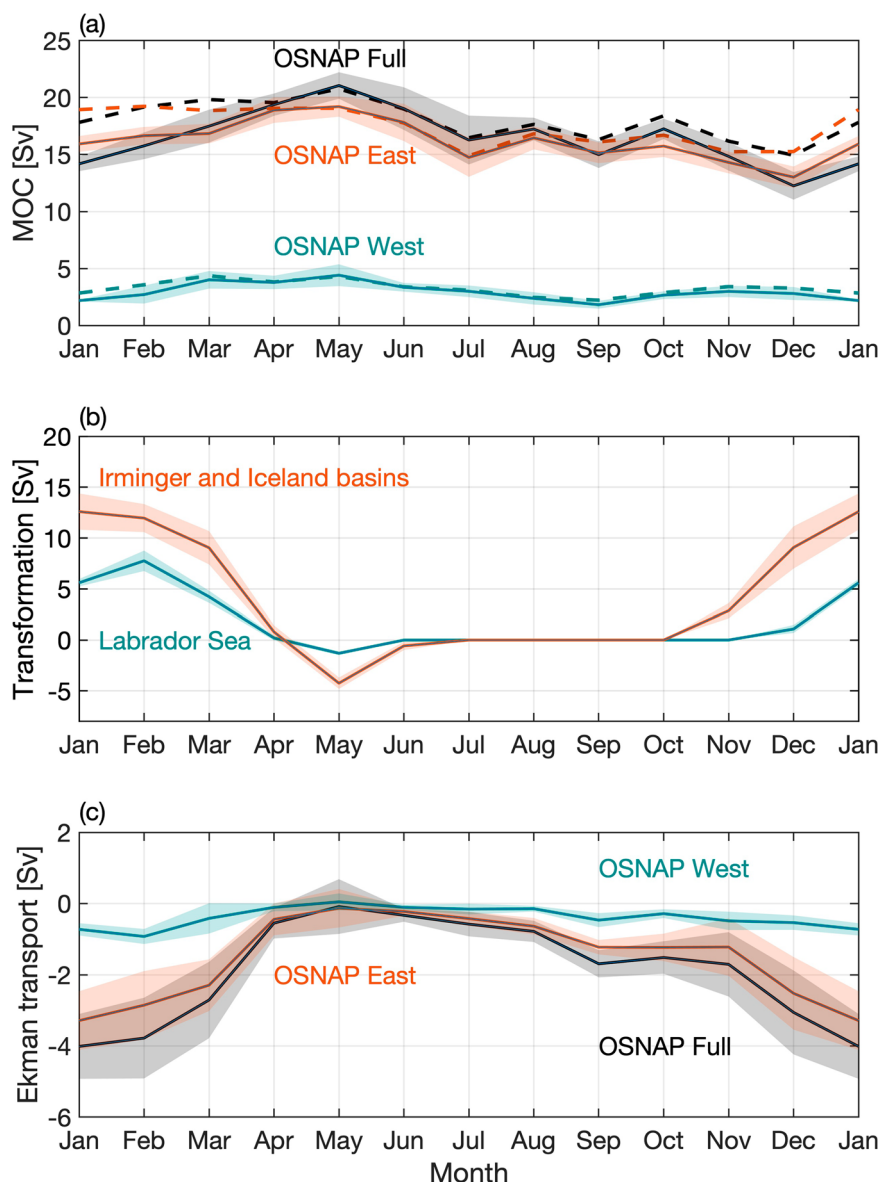 (a)
MOC [Sv]
25
20
15
10
5
0
OSNAP Full
OSNAP East
OSNAP West
Jan Feb Mar Apr May Jun Jul Aug Sep Oct Nov Dec Jan
(b)
Transformation [Sv]
20
15
10
5
0
-5
Irminger and Iceland basins
Labrador Sea
Jan Feb Mar Apr May Jun Jul Aug Sep Oct Nov Dec Jan
(c)
Ekman transport [Sv]
2
0
-2
-4
-6
OSNAP West
OSNAP East
OSNAP Full
Jan Feb Mar Apr May Jun Jul Aug Sep Oct Nov Dec Jan
Month